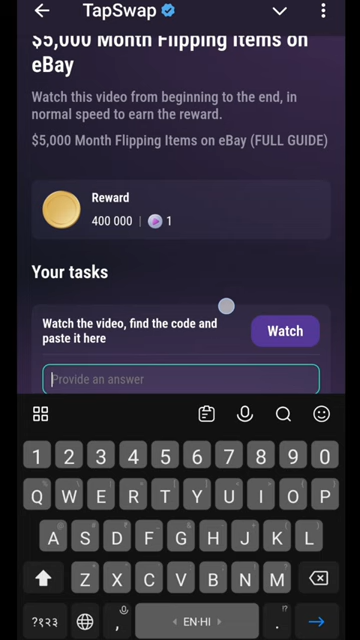 TapSwap
$5,000 Month Flipping Items on
eBay
Watch this video from beginning to the end, in
normal speed to earn the reward.
$5,000 Month Flipping Items on eBay (FULL GUIDE)
Reward
400 000 | 1
Your tasks
Watch the video, find the code and
paste it here
Watch
Provide an answer
1 2 3 4 5 6 7 8 9 0
Q W E R T Y U I O P
A S D F G H J K L
Z X C V B N M
?१२३ , EN·HI .